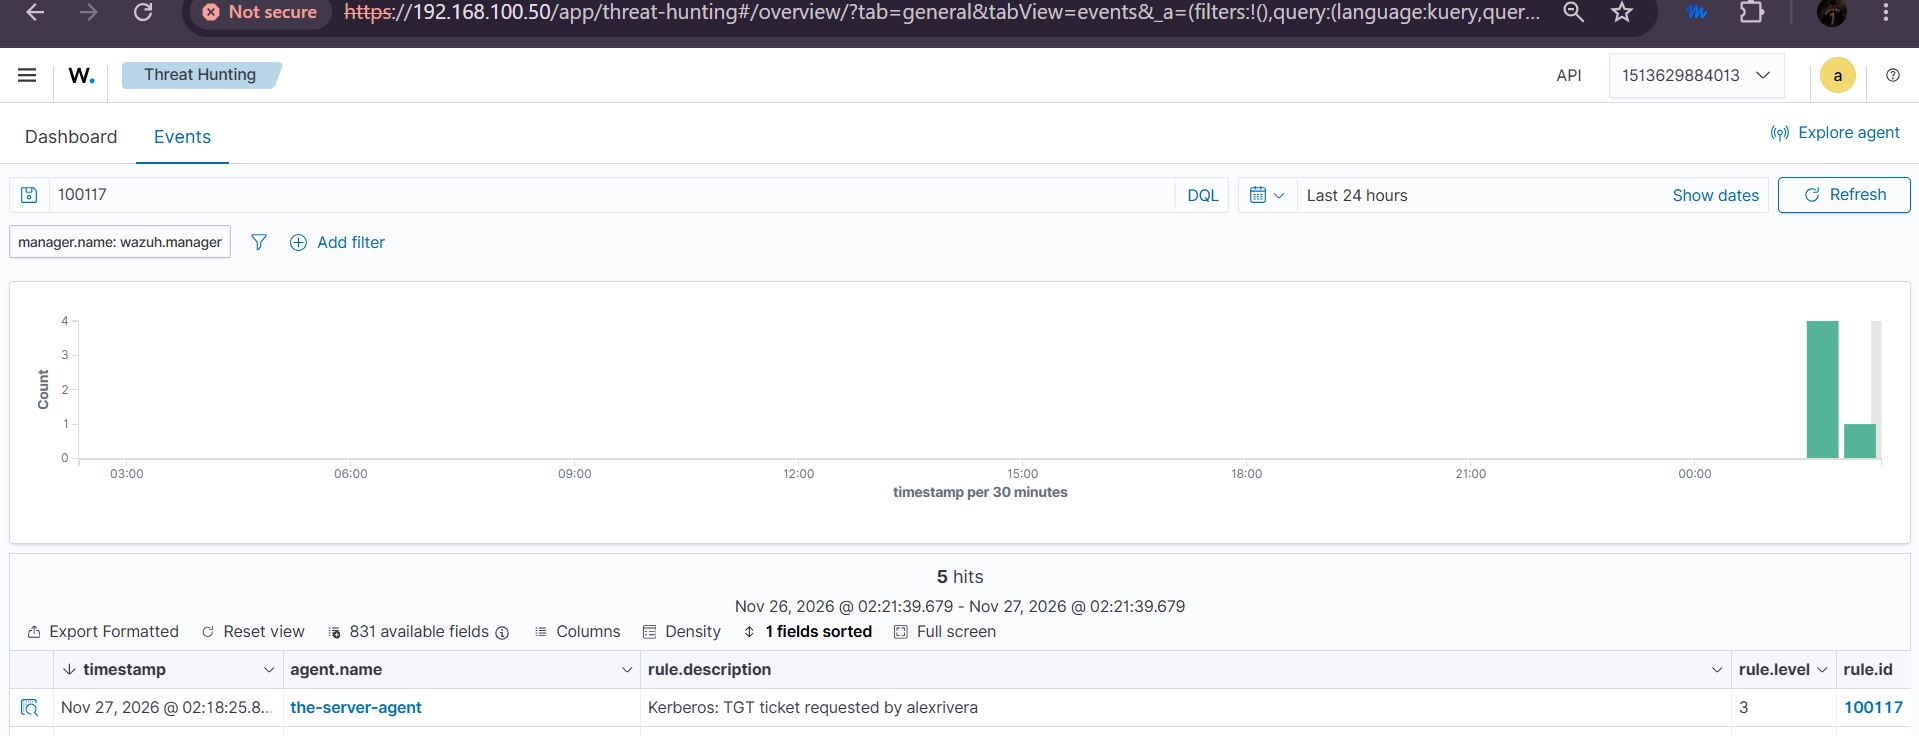 Not secure https://192.168.100.50/app/threat-hunting#/overview/?tab=general&tabView=events&_a=(filters:!(),query:(language:kuery,quer...
W. Threat Hunting API 1513629884013 a
Dashboard Events Explore agent
100117 DQL Last 24 hours Show dates Refresh
manager.name: wazuh.manager Add filter
4
3
2
1
0
Count
03:00 06:00 09:00 12:00 15:00 18:00 21:00 00:00
timestamp per 30 minutes
5 hits
Nov 26, 2026 @ 02:21:39.679 - Nov 27, 2026 @ 02:21:39.679
Export Formatted Reset view 831 available fields Columns Density 1 fields sorted Full screen
timestamp agent.name rule.description rule.level rule.id
Nov 27, 2026 @ 02:18:25.8... the-server-agent Kerberos: TGT ticket requested by alexrivera 3 100117